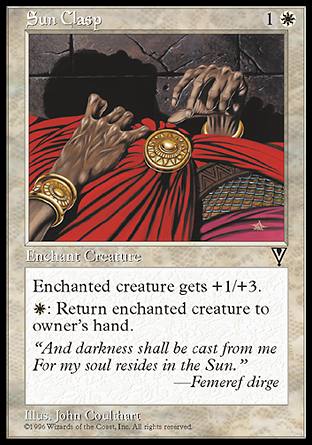 Sun Clasp 1
Enchant Creature
Enchanted creature gets +1/+3.
: Return enchanted creature to
owner's hand.
"And darkness shall be cast from me
For my soul resides in the Sun."
—Femeref dirge
Illus. John Coulthart
©1996 Wizards of the Coast, Inc. All rights reserved.